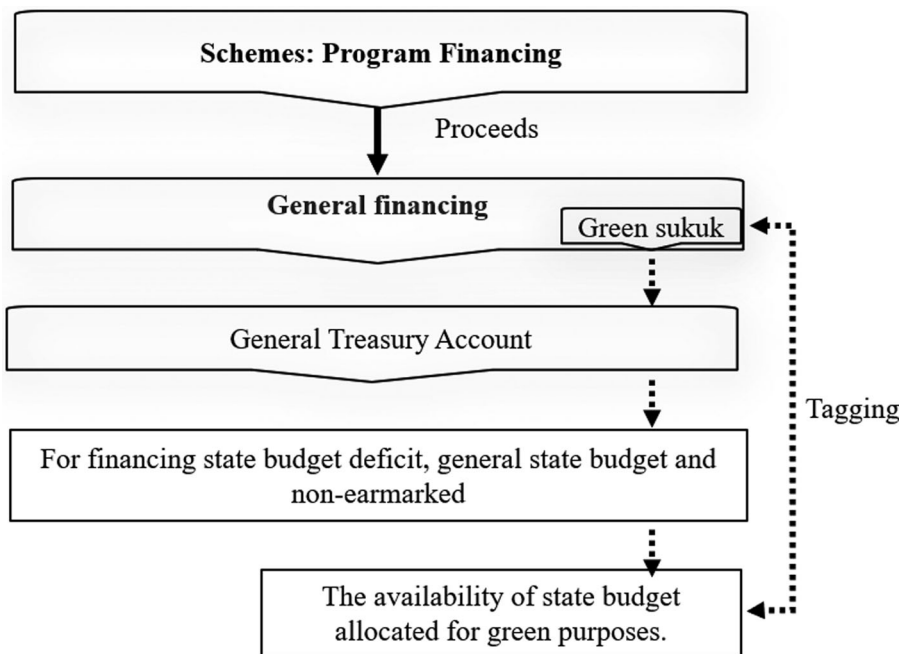 Schemes: Program Financing
Proceeds
General financing
Green sukuk
General Treasury Account
Tagging
For financing state budget deficit, general state budget and
non-earmarked
The availability of state budget
allocated for green purposes.